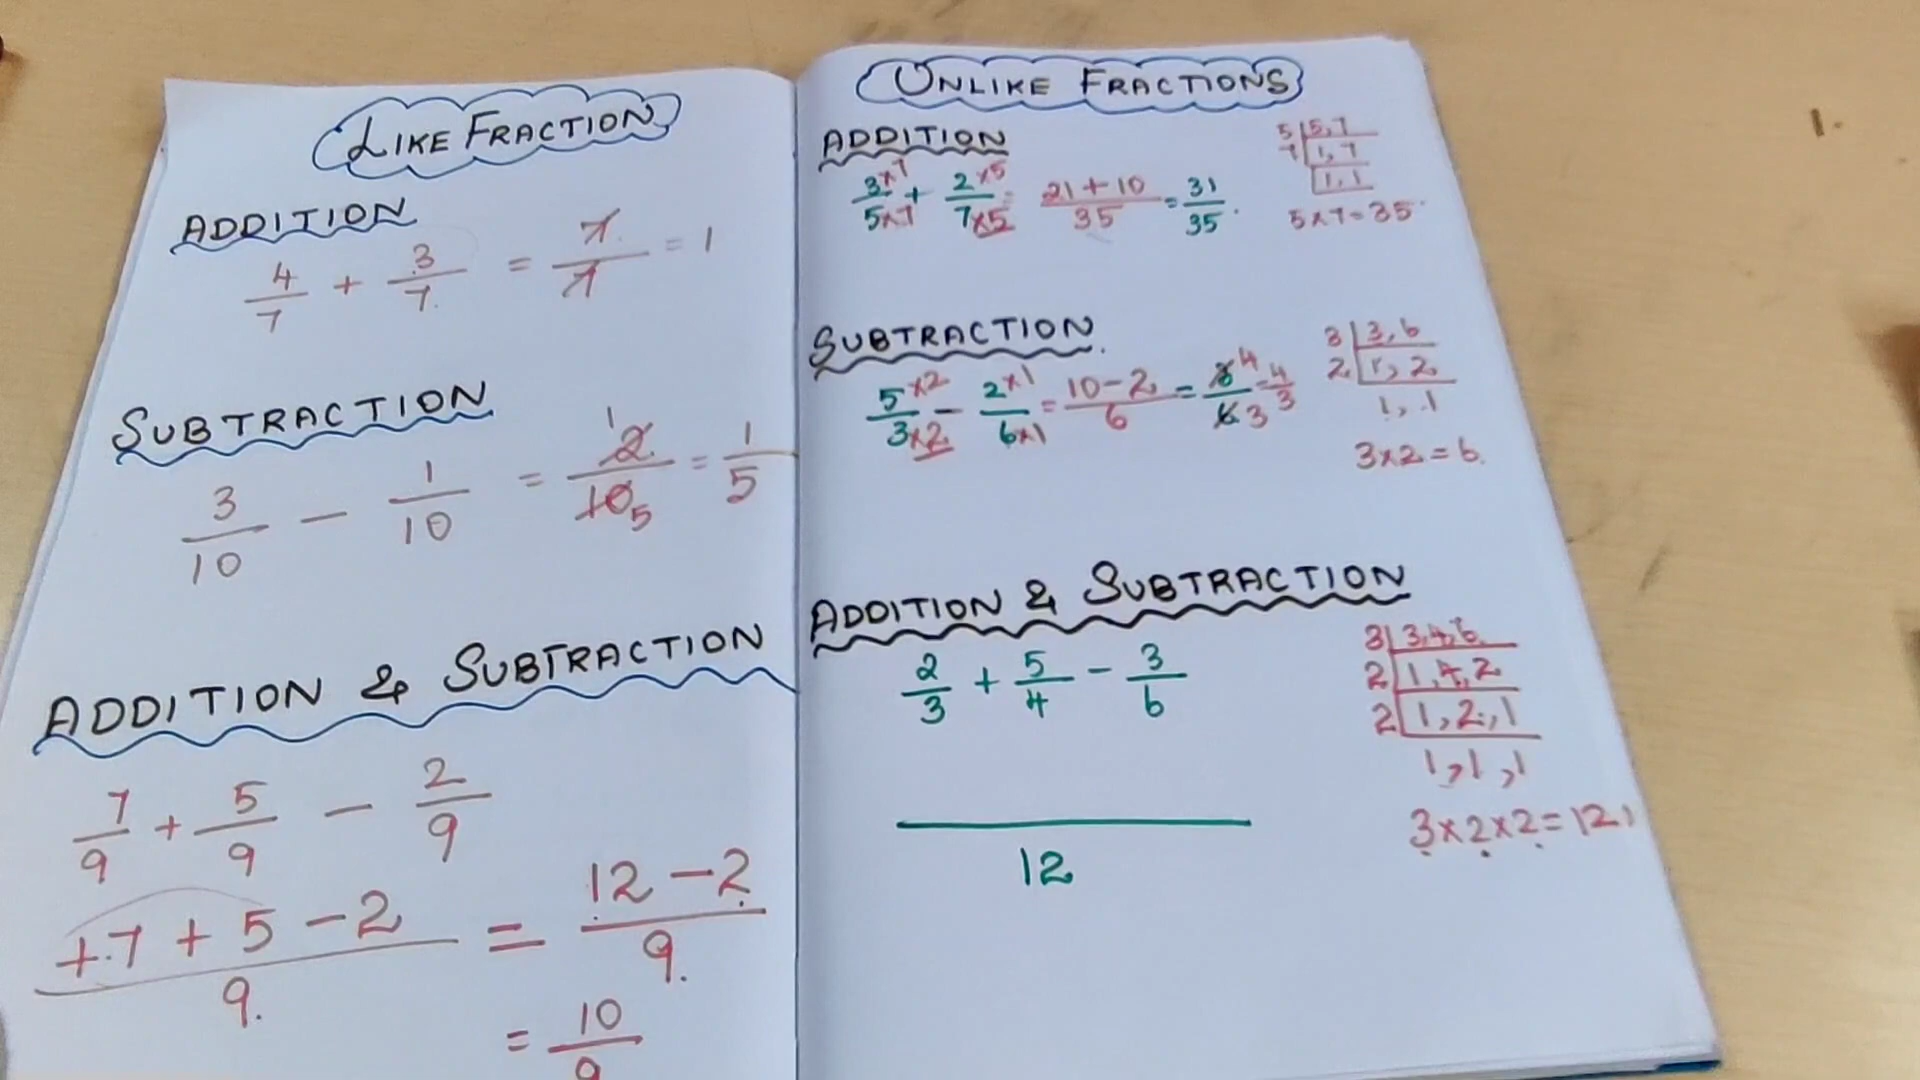 LIKE FRACTION
ADDITION
4/7 + 3/7 = 7/7 = 1
SUBTRACTION
3/10 - 1/10 = 1 2/10 5 = 1/5
ADDITION & SUBTRACTION
7/9 + 5/9 - 2/9
+7 + 5 - 2/9 = 12 - 2/9
= 10/9
UNLIKE FRACTIONS
ADDITION
3×7/5×7 + 2×5/7×5 = 21 + 10/35 = 31/35
5 | 5, 7
7 | 1, 7
1, 1
5×7=35
SUBTRACTION
5×2/3×2 - 2×1/6×1 = 10 - 2/6 = 8 4/6 3 = 4/3
3 | 3, 6
2 | 1, 2
1, 1
3×2=6
ADDITION & SUBTRACTION
2/3 + 5/4 - 3/6
12
3 | 3, 4, 6
2 | 1, 4, 2
2 | 1, 2, 1
1, 1, 1
3×2×2=12